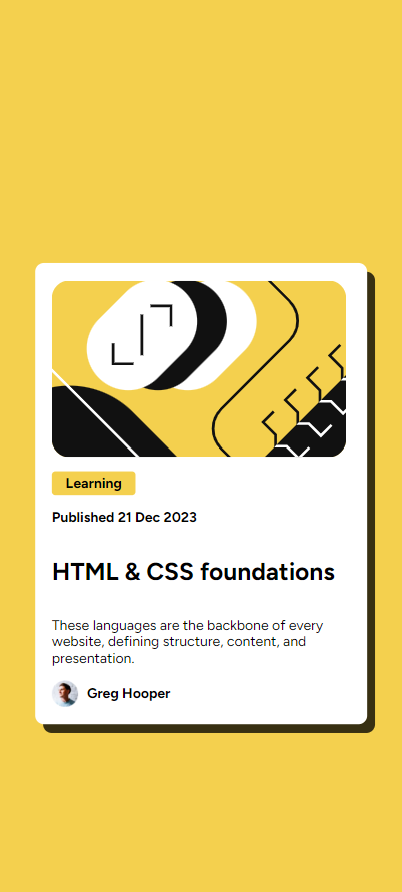 Learning
Published 21 Dec 2023
HTML & CSS foundations
These languages are the backbone of every
website, defining structure, content, and
presentation.
Greg Hooper